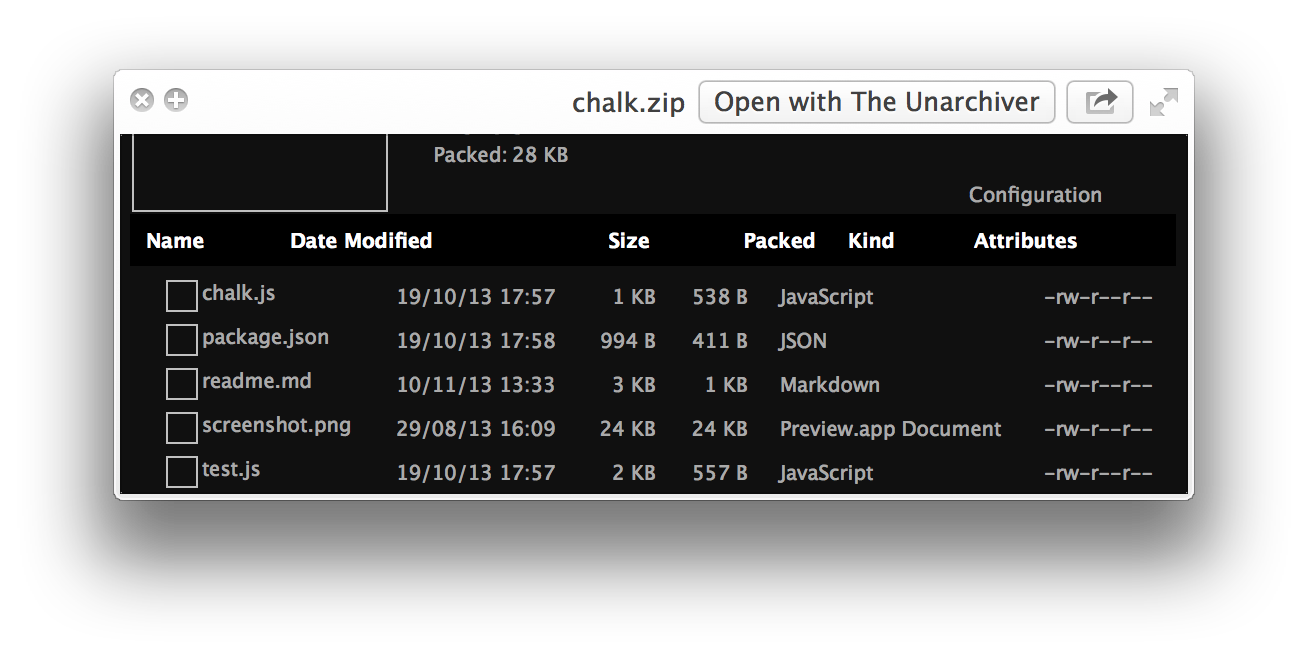 chalk.zip Open with The Unarchiver
Packed: 28 KB
Configuration
Name Date Modified Size Packed Kind Attributes
chalk.js 19/10/13 17:57 1 KB 538 B JavaScript -rw-r--r--
package.json 19/10/13 17:58 994 B 411 B JSON -rw-r--r--
readme.md 10/11/13 13:33 3 KB 1 KB Markdown -rw-r--r--
screenshot.png 29/08/13 16:09 24 KB 24 KB Preview.app Document -rw-r--r--
test.js 19/10/13 17:57 2 KB 557 B JavaScript -rw-r--r--